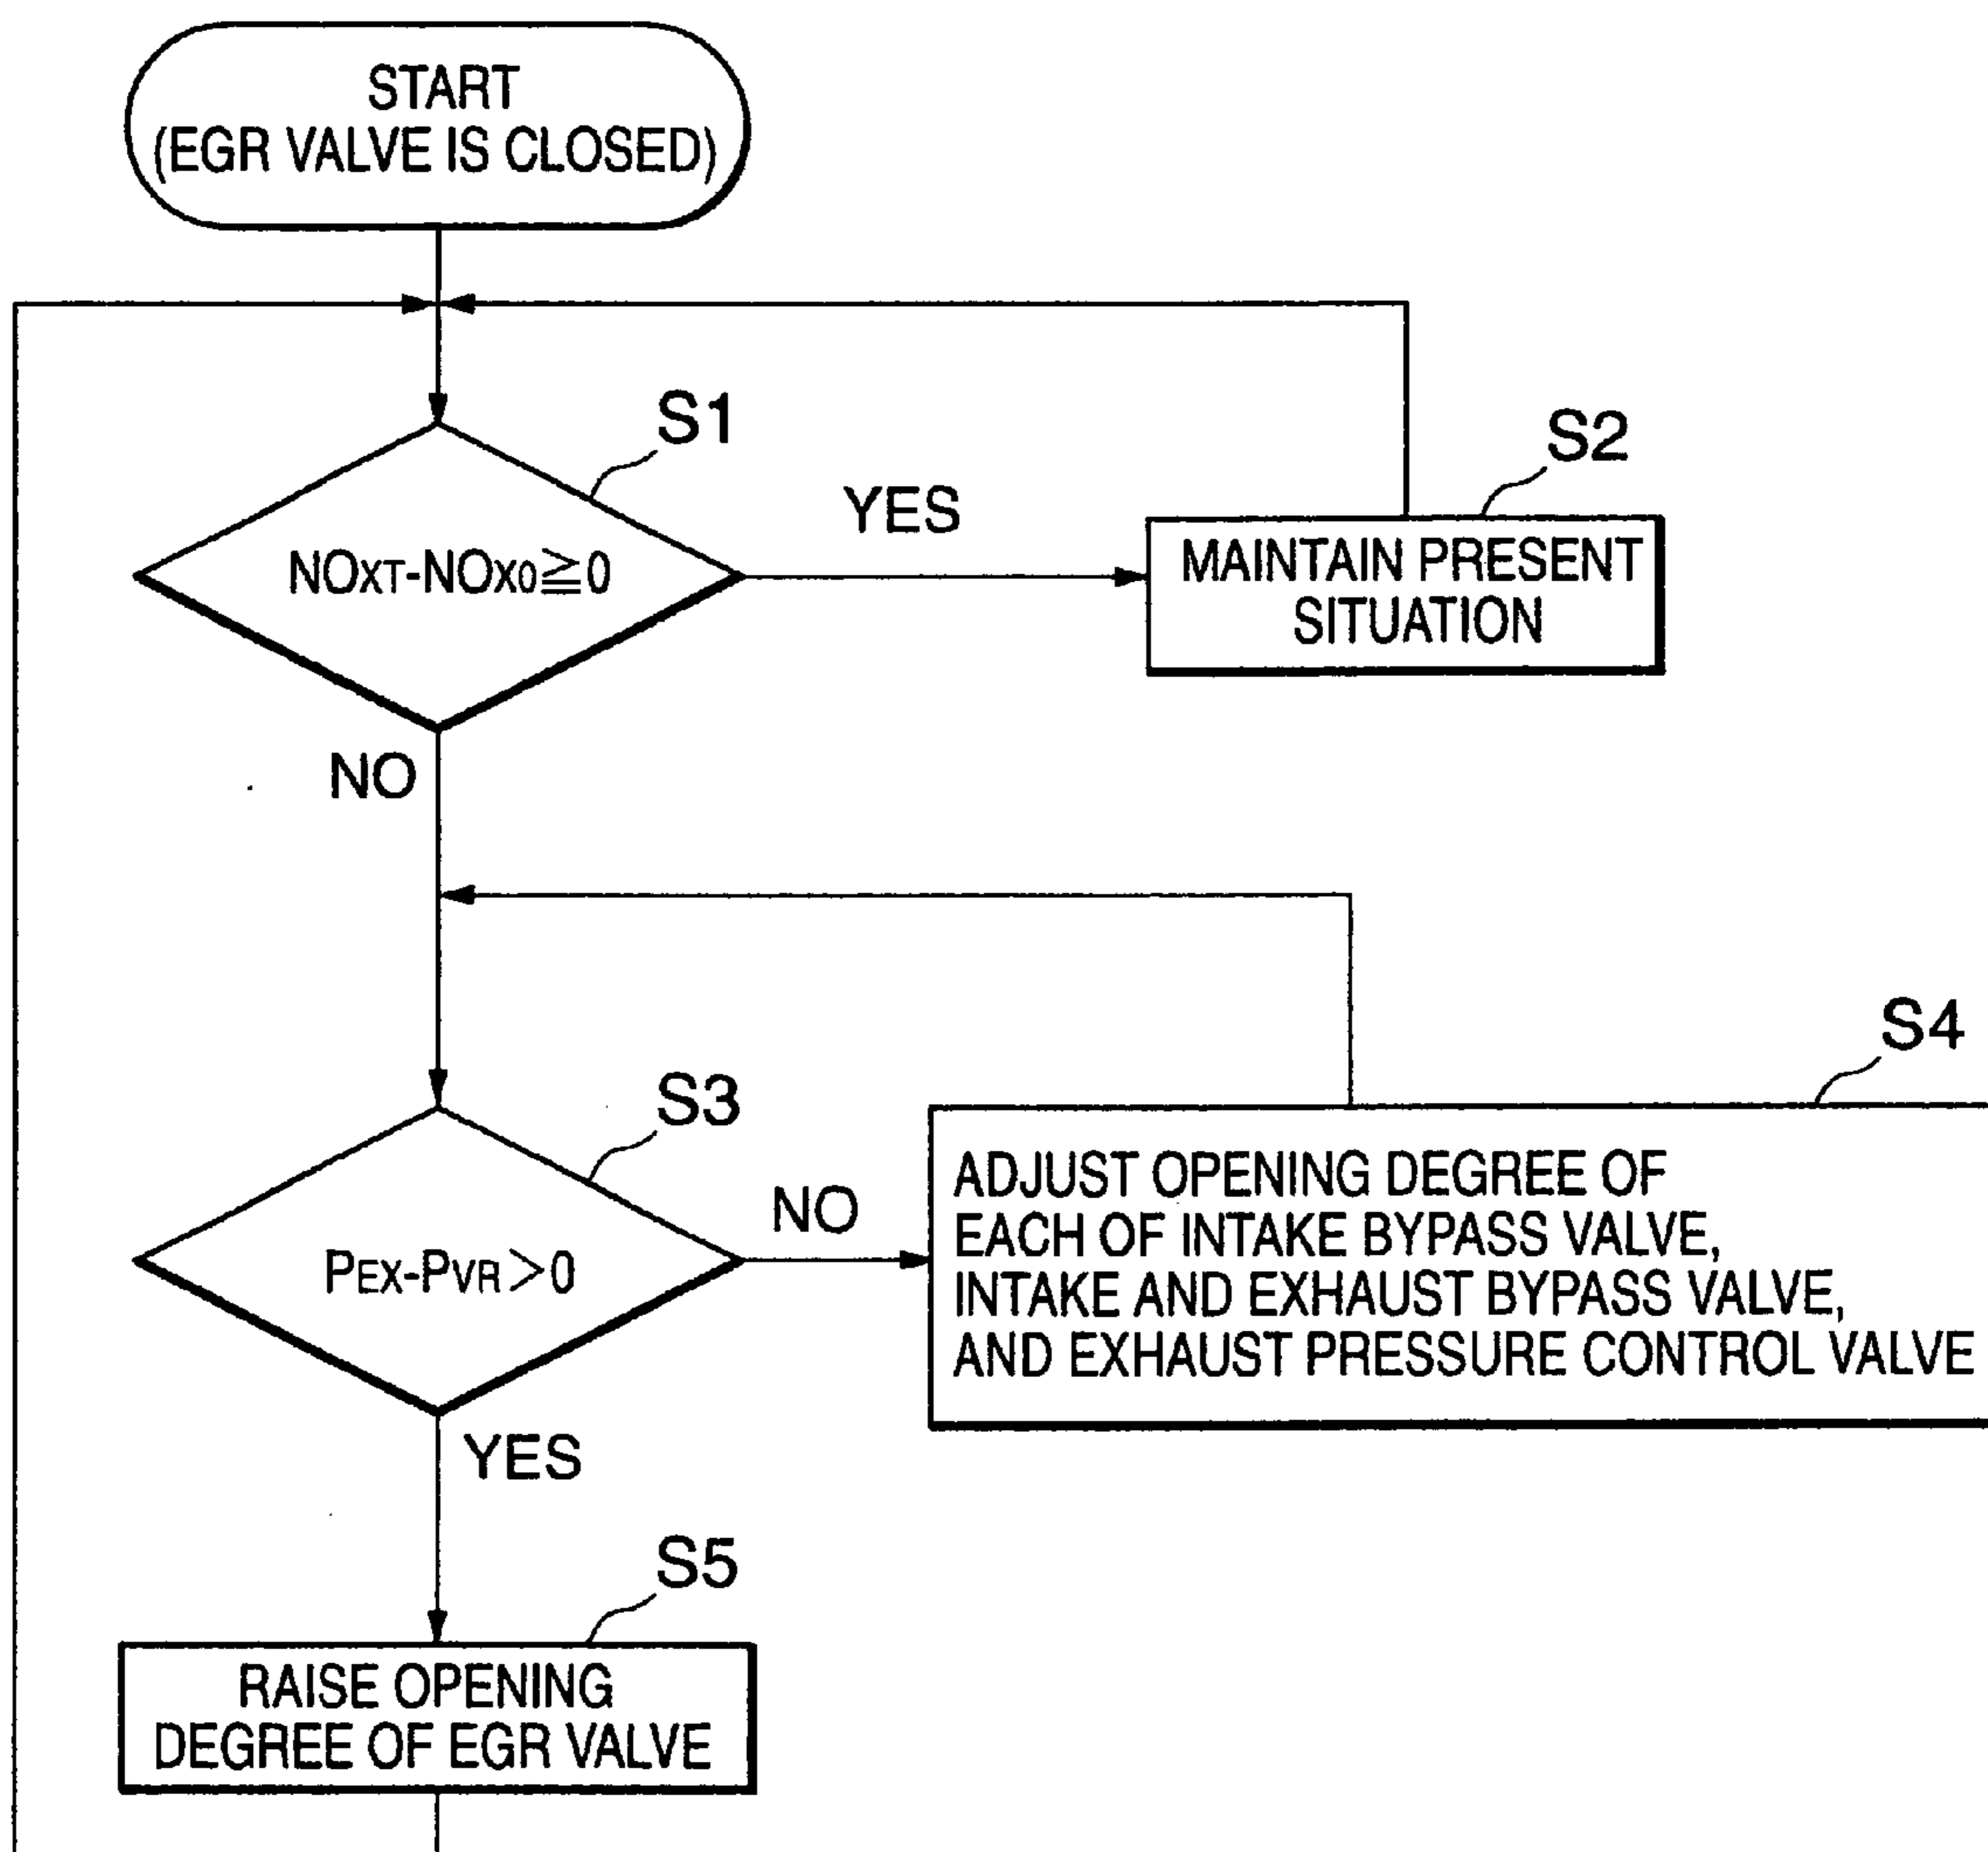 START
(EGR VALVE IS CLOSED)
S1
NOXT-NOX0≧0
YES
S2
MAINTAIN PRESENT
SITUATION
NO
S3
PEX-PVR>0
NO
S4
ADJUST OPENING DEGREE OF
EACH OF INTAKE BYPASS VALVE,
INTAKE AND EXHAUST BYPASS VALVE,
AND EXHAUST PRESSURE CONTROL VALVE
YES
S5
RAISE OPENING
DEGREE OF EGR VALVE